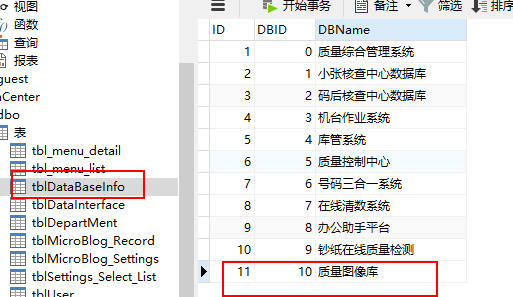 视图
函数
查询
报表
guest
dbo
表
tbl_menu_detail
tbl_menu_list
tblDataBaseInfo
tblDataInterface
tblDepartMent
tblMicroBlog_Record
tblMicroBlog_Settings
tblSettings_Select_List
tblUser
开始事务 备注 筛选 排序
ID DBID DBName
1 0 质量综合管理系统
2 1 小张核查中心数据库
3 2 码后核查中心数据库
4 3 机台作业系统
5 4 库管系统
6 5 质量控制中心
7 6 号码三合一系统
8 7 在线清数系统
9 8 办公助手平台
10 9 钞纸在线质量检测
11 10 质量图像库